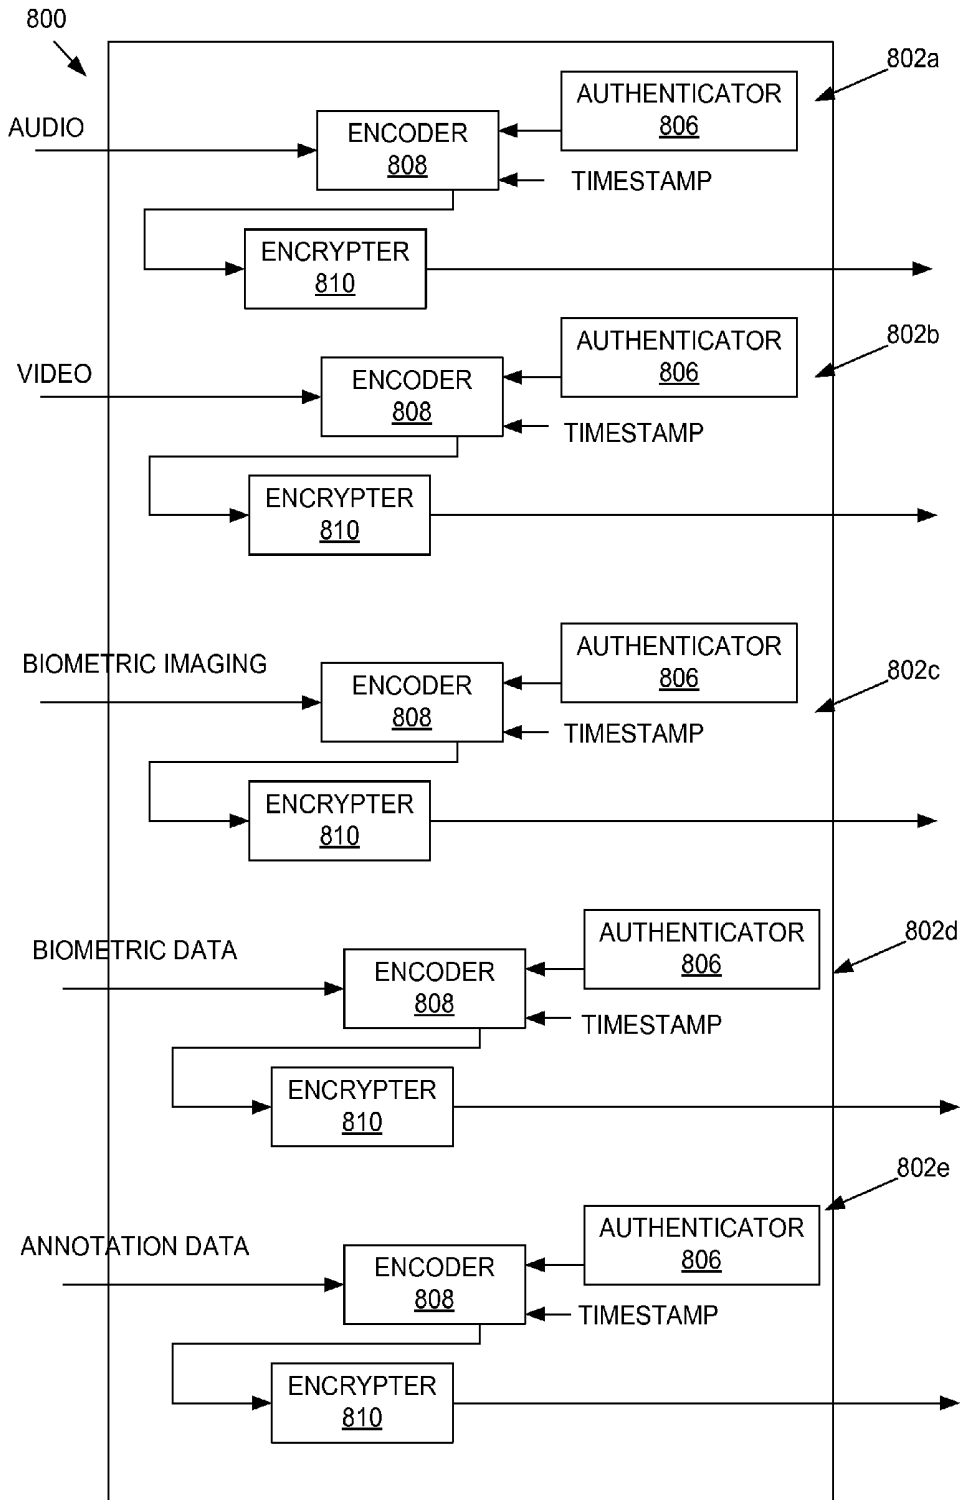 800
802a
AUTHENTICATOR
806
AUDIO
ENCODER
808
TIMESTAMP
ENCRYPTER
810
802b
AUTHENTICATOR
806
VIDEO
ENCODER
808
TIMESTAMP
ENCRYPTER
810
AUTHENTICATOR
806
BIOMETRIC IMAGING
802c
ENCODER
808
TIMESTAMP
ENCRYPTER
810
802d
AUTHENTICATOR
806
BIOMETRIC DATA
ENCODER
808
TIMESTAMP
ENCRYPTER
810
802e
AUTHENTICATOR
806
ANNOTATION DATA
ENCODER
808
TIMESTAMP
ENCRYPTER
810